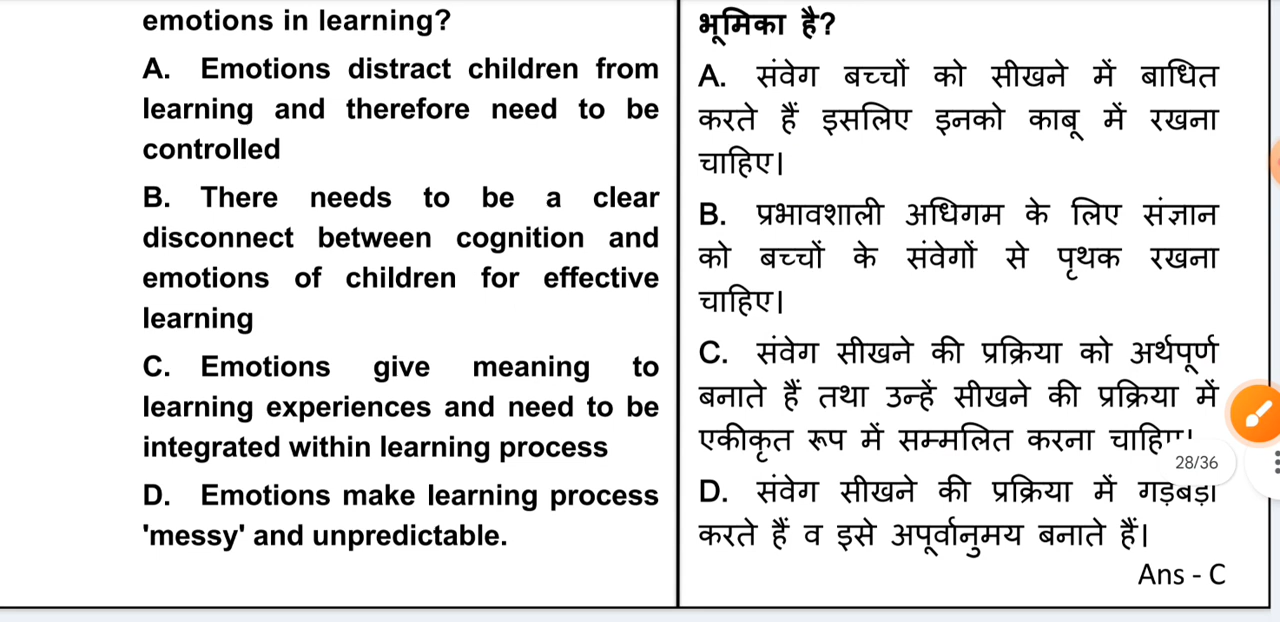 emotions in learning?
A. Emotions distract children from
learning and therefore need to be
controlled
B. There needs to be a clear
disconnect between cognition and
emotions of children for effective
learning
C. Emotions give meaning to
learning experiences and need to be
integrated within learning process
D. Emotions make learning process
'messy' and unpredictable.
भूमिका है?
A. संवेग बच्चों को सीखने में बाधित
करते हैं इसलिए इनको काबू में रखना
चाहिए।
B. प्रभावशाली अधिगम के लिए संज्ञान
को बच्चों के संवेगों से पृथक रखना
चाहिए।
C. संवेग सीखने की प्रक्रिया को अर्थपूर्ण
बनाते हैं तथा उन्हें सीखने की प्रक्रिया में
एकीकृत रूप में सम्मलित करना
28/36
D. संवेग सीखने की प्रक्रिया में गड़बड़ी
करते हैं व इसे अपूर्वानुमय बनाते हैं।
Ans - C